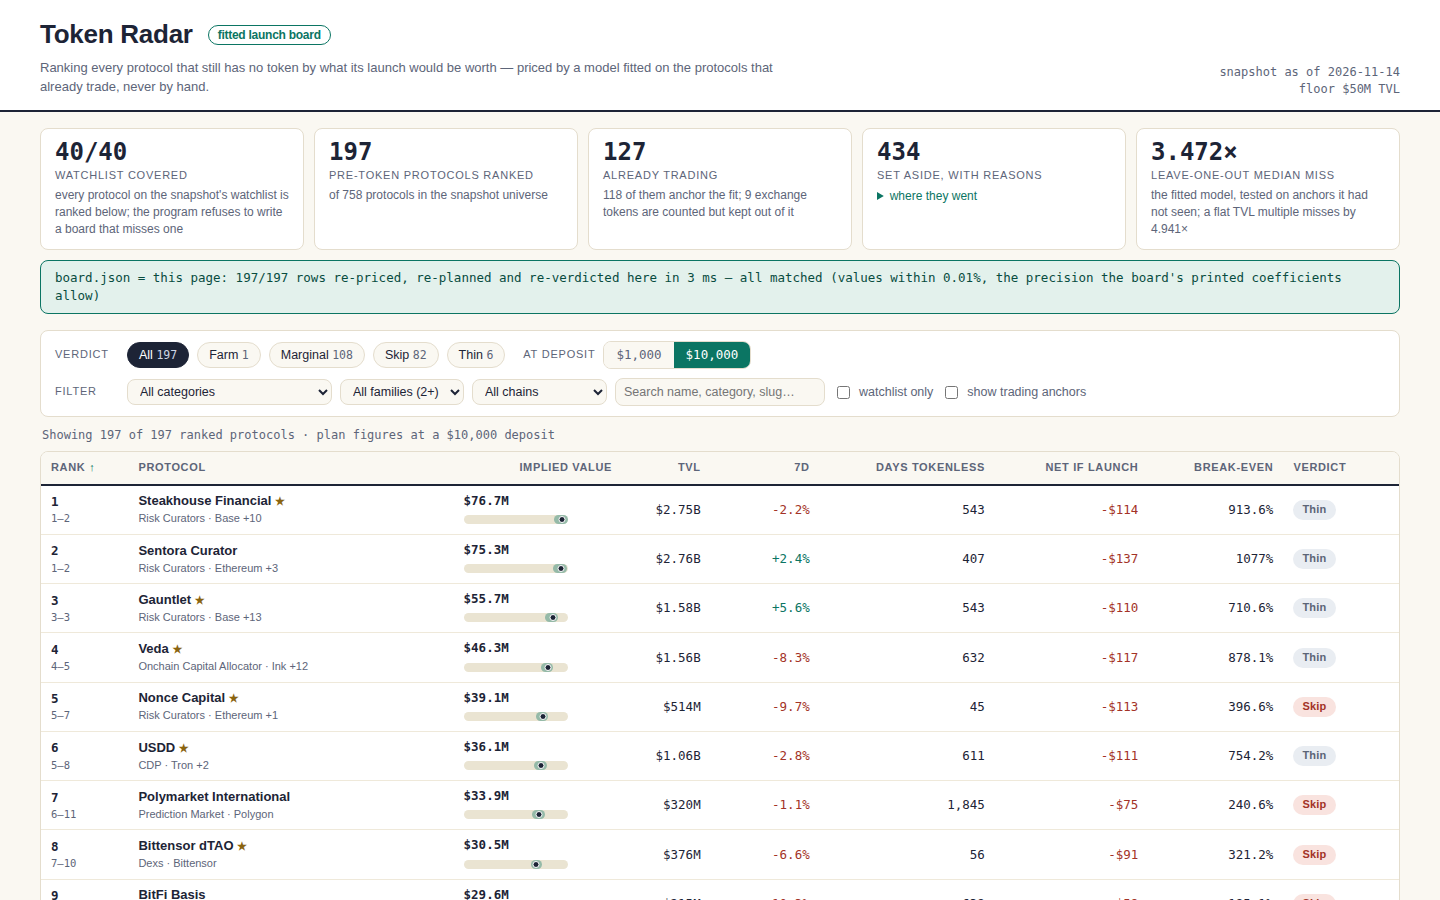 Token Radar
fitted launch board
Ranking every protocol that still has no token by what its launch would be worth — priced by a model fitted on the protocols that
already trade, never by hand.
snapshot as of 2026-11-14
floor $50M TVL
40/40
WATCHLIST COVERED
every protocol on the snapshot's watchlist is
ranked below; the program refuses to write
a board that misses one
197
PRE-TOKEN PROTOCOLS RANKED
of 758 protocols in the snapshot universe
127
ALREADY TRADING
118 of them anchor the fit; 9 exchange
tokens are counted but kept out of it
434
SET ASIDE, WITH REASONS
▶ where they went
3.472×
LEAVE-ONE-OUT MEDIAN MISS
the fitted model, tested on anchors it had
not seen; a flat TVL multiple misses by
4.941×
board.json = this page: 197/197 rows re-priced, re-planned and re-verdicted here in 3 ms — all matched (values within 0.01%, the precision the board's printed coefficients
allow)
VERDICT All 197 Farm 1 Marginal 108 Skip 82 Thin 6 AT DEPOSIT $1,000 $10,000
FILTER All categories All families (2+) All chains Search name, category, slug… watchlist only show trading anchors
Showing 197 of 197 ranked protocols · plan figures at a $10,000 deposit
RANK ↑ PROTOCOL IMPLIED VALUE TVL 7D DAYS TOKENLESS NET IF LAUNCH BREAK-EVEN VERDICT
1 Steakhouse Financial ★ $76.7M $2.75B -2.2% 543 -$114 913.6% Thin
1–2 Risk Curators · Base +10
2 Sentora Curator $75.3M $2.76B +2.4% 407 -$137 1077% Thin
1–2 Risk Curators · Ethereum +3
3 Gauntlet ★ $55.7M $1.58B +5.6% 543 -$110 710.6% Thin
3–3 Risk Curators · Base +13
4 Veda ★ $46.3M $1.56B -8.3% 632 -$117 878.1% Thin
4–5 Onchain Capital Allocator · Ink +12
5 Nonce Capital ★ $39.1M $514M -9.7% 45 -$113 396.6% Skip
5–7 Risk Curators · Ethereum +1
6 USDD ★ $36.1M $1.06B -2.8% 611 -$111 754.2% Thin
5–8 CDP · Tron +2
7 Polymarket International $33.9M $320M -1.1% 1,845 -$75 240.6% Skip
6–11 Prediction Market · Polygon
8 Bittensor dTAO ★ $30.5M $376M -6.6% 56 -$91 321.2% Skip
7–10 Dexs · Bittensor
9 BitFi Basis $29.6M